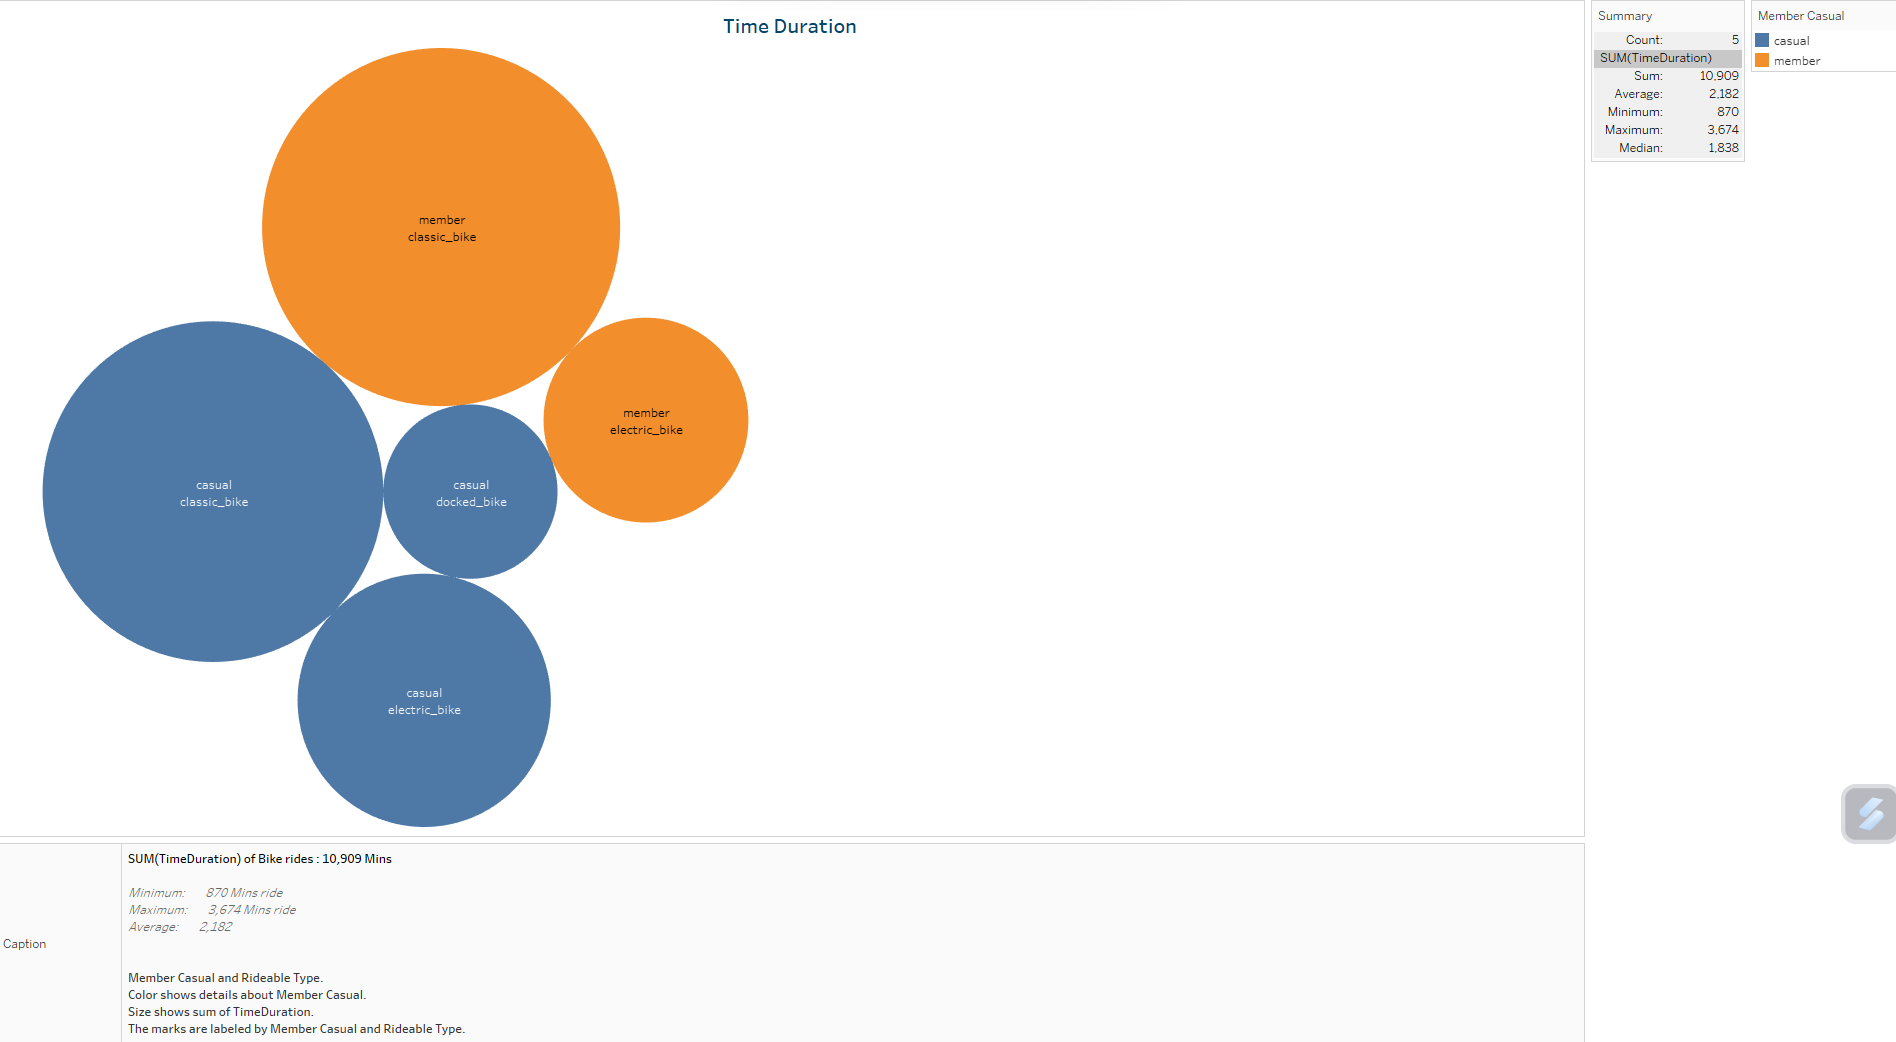 Time Duration
member
classic_bike
member
electric_bike
casual
classic_bike
casual
docked_bike
casual
electric_bike
Summary
Count: 5
SUM(TimeDuration)
Sum: 10,909
Average: 2,182
Minimum: 870
Maximum: 3,674
Median: 1,838
Member Casual
casual
member
Caption
SUM(TimeDuration) of Bike rides : 10,909 Mins
Minimum: 870 Mins ride
Maximum: 3,674 Mins ride
Average: 2,182
Member Casual and Rideable Type.
Color shows details about Member Casual.
Size shows sum of TimeDuration.
The marks are labeled by Member Casual and Rideable Type.